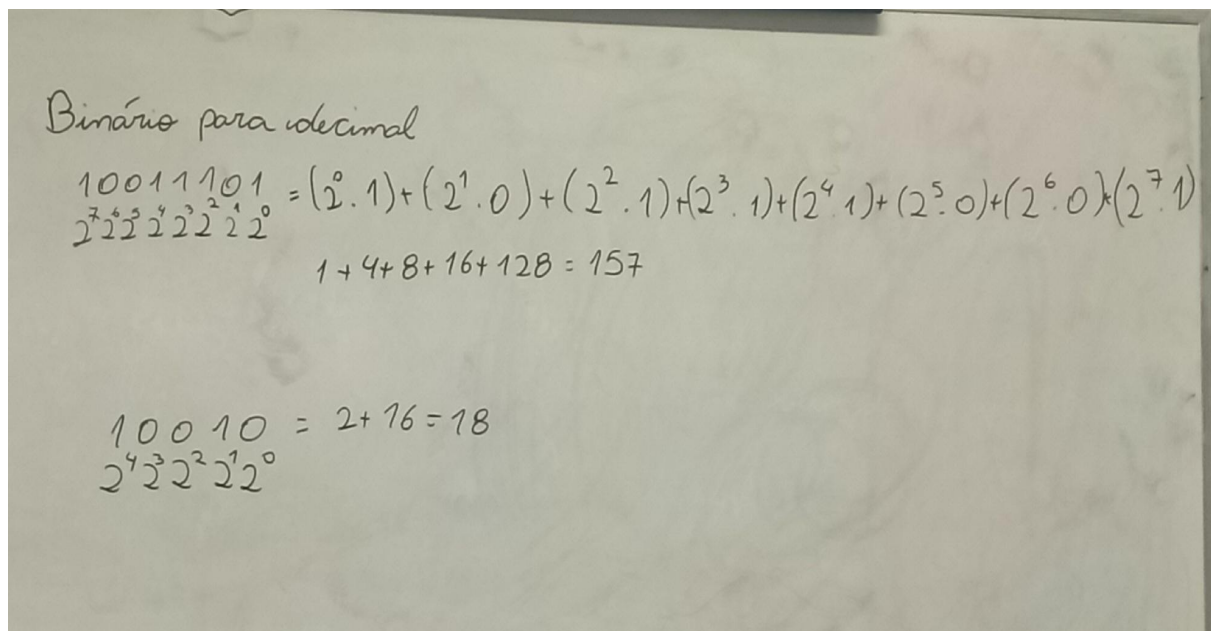 Binário para decimal
10011101 = (2⁰.1)+(2¹.0)+(2².1)+(2³.1)+(2⁴.1)+(2⁵.0)+(2⁶.0)+(2⁷.1)
2⁷2⁶2⁵2⁴2³2²2¹2⁰
1+4+8+16+128=157
10010 = 2+16=18
2⁴2³2²2¹2⁰